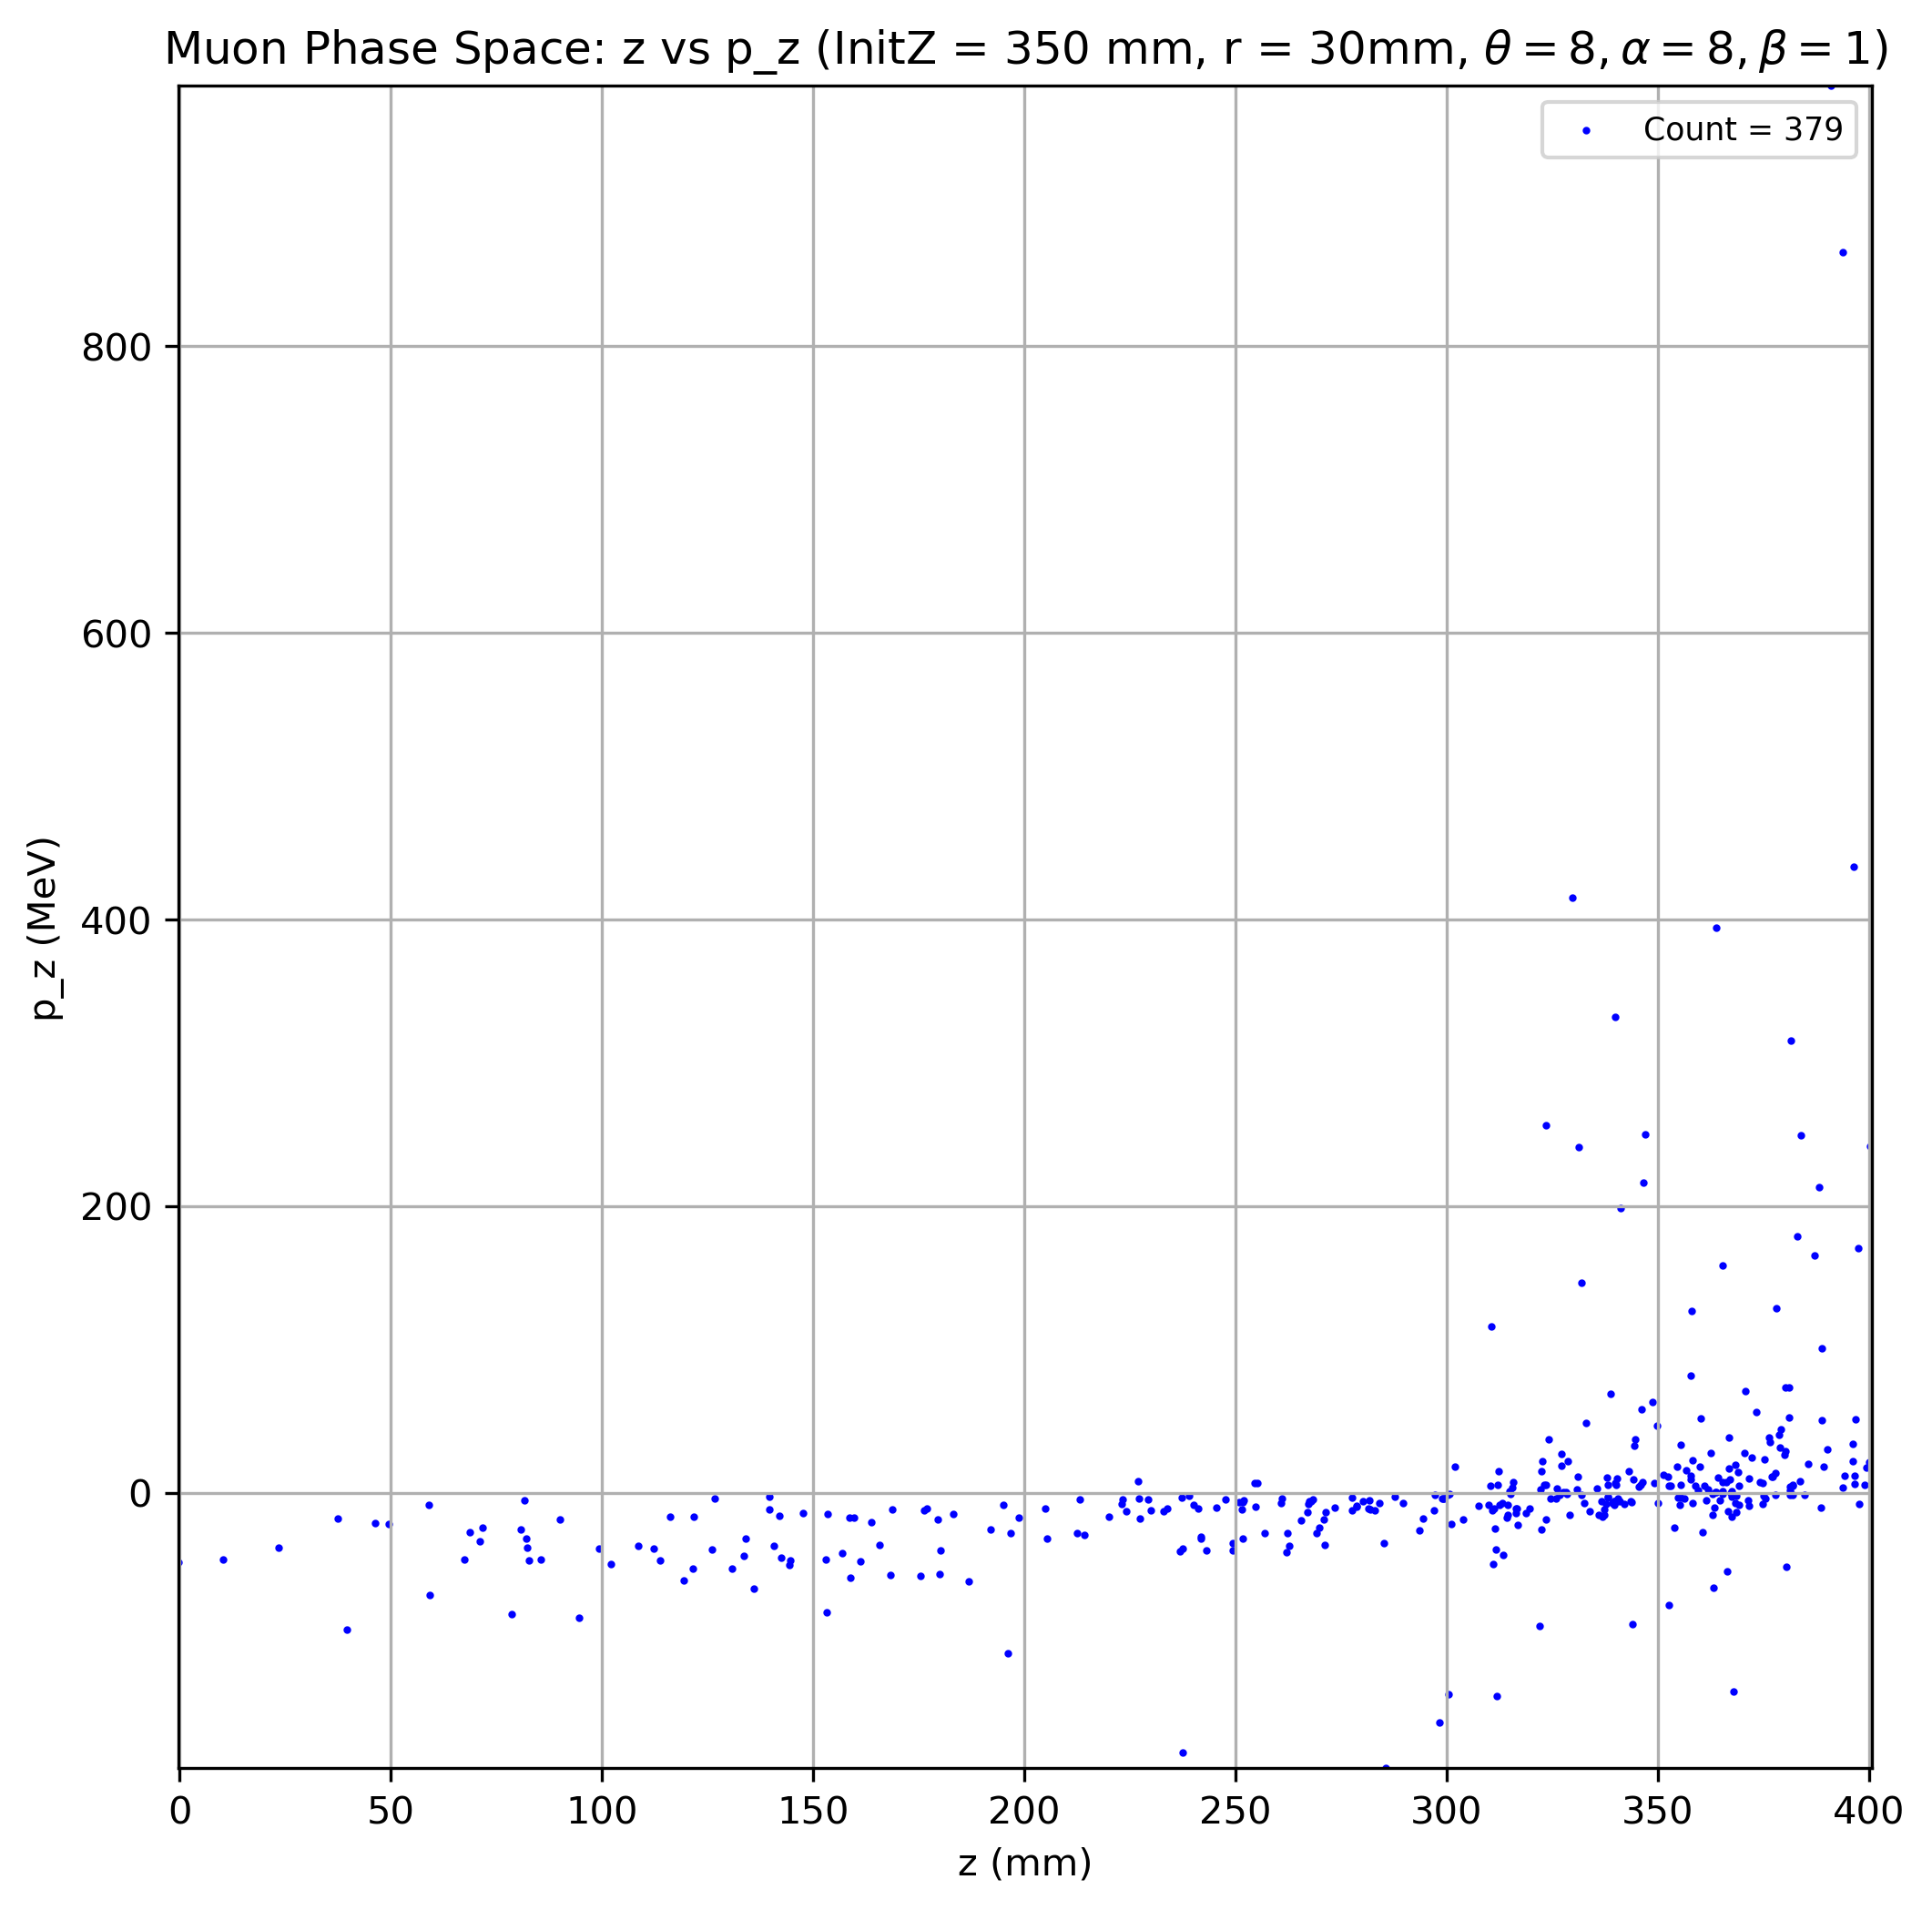 Muon Phase Space: z vs p_z (InitZ = 350 mm, r = 30mm, θ = 8, α = 8, β = 1)
Count = 379
800
600
400
200
0
p_z (MeV)
0 50 100 150 200 250 300 350 400
z (mm)